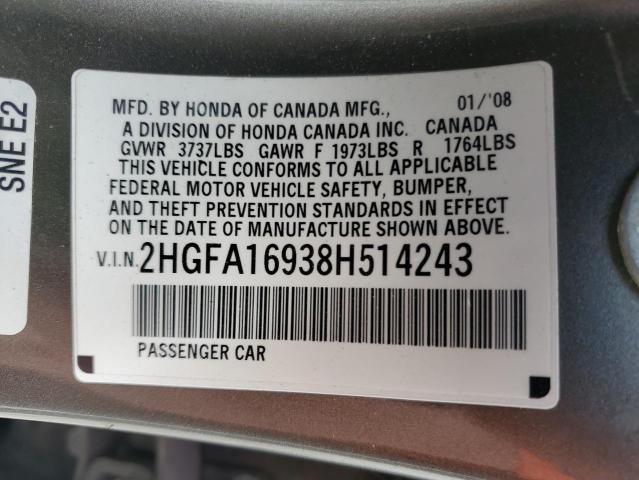 SNE E2
MFD. BY HONDA OF CANADA MFG., 01/'08
A DIVISION OF HONDA CANADA INC. CANADA
GVWR 3737LBS GAWR F 1973LBS R 1764LBS
THIS VEHICLE CONFORMS TO ALL APPLICABLE
FEDERAL MOTOR VEHICLE SAFETY, BUMPER,
AND THEFT PREVENTION STANDARDS IN EFFECT
ON THE DATE OF MANUFACTURE SHOWN ABOVE.
V.I.N. 2HGFA16938H514243
PASSENGER CAR